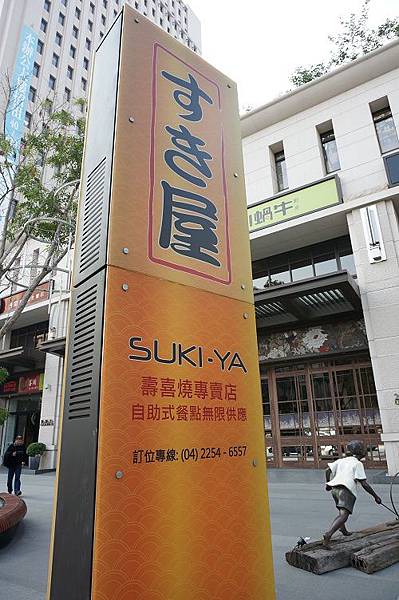 すき屋
SUKI-YA
壽喜燒專賣店
自助式餐點無限供應
訂位專線: (04) 2254 - 6557
蝸牛